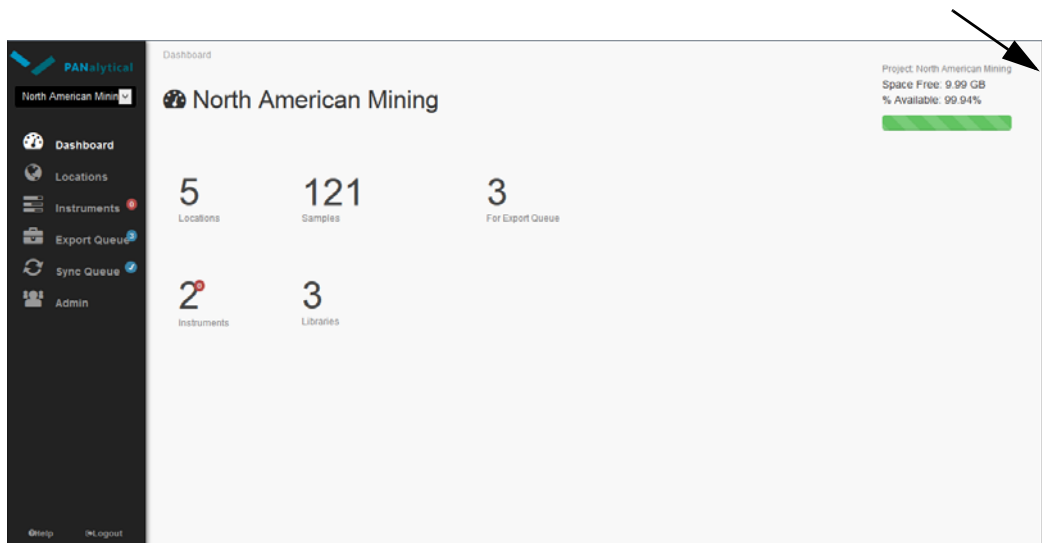 PANalytical
North American Minin
Dashboard
Locations
Instruments 0
Export Queue 3
Sync Queue
Admin
Help Logout
Dashboard
North American Mining
Project: North American Mining
Space Free: 9.99 GB
% Available: 99.94%
5 121 3
Locations Samples For Export Queue
2 0 3
Instruments Libraries